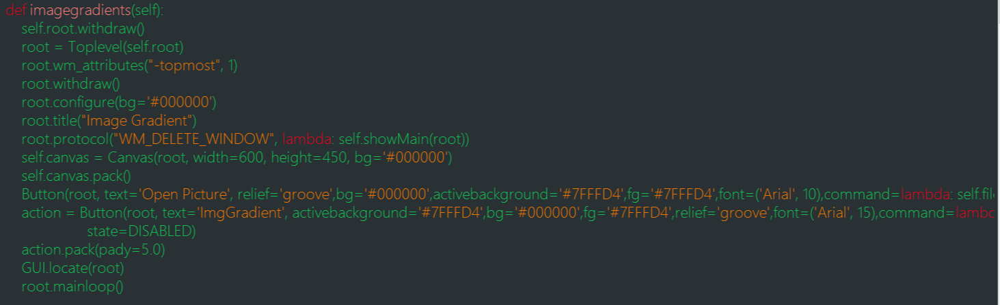 def imagegradients(self):
self.root.withdraw()
root = Toplevel(self.root)
root.wm_attributes("-topmost", 1)
root.withdraw()
root.configure(bg='#000000')
root.title("Image Gradient")
root.protocol("WM_DELETE_WINDOW", lambda: self.showMain(root))
self.canvas = Canvas(root, width=600, height=450, bg='#000000')
self.canvas.pack()
Button(root, text='Open Picture', relief='groove',bg='#000000',activebackground='#7FFFD4',fg='#7FFFD4',font=('Arial', 10),command=lambda: self.file
action = Button(root, text='ImgGradient', activebackground='#7FFFD4',bg='#000000',fg='#7FFFD4',relief='groove',font=('Arial', 15),command=lambd
state=DISABLED)
action.pack(pady=5.0)
GUI.locate(root)
root.mainloop()